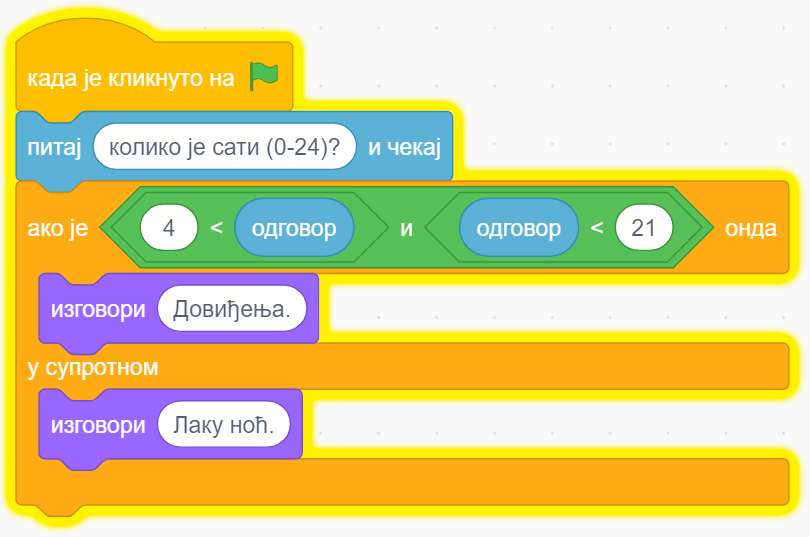 када је кликнуто на
питај колико је сати (0-24)? и чекај
ако је 4 < одговор и одговор < 21 онда
изговори Довиђења.
у супротном
изговори Лаку ноћ.